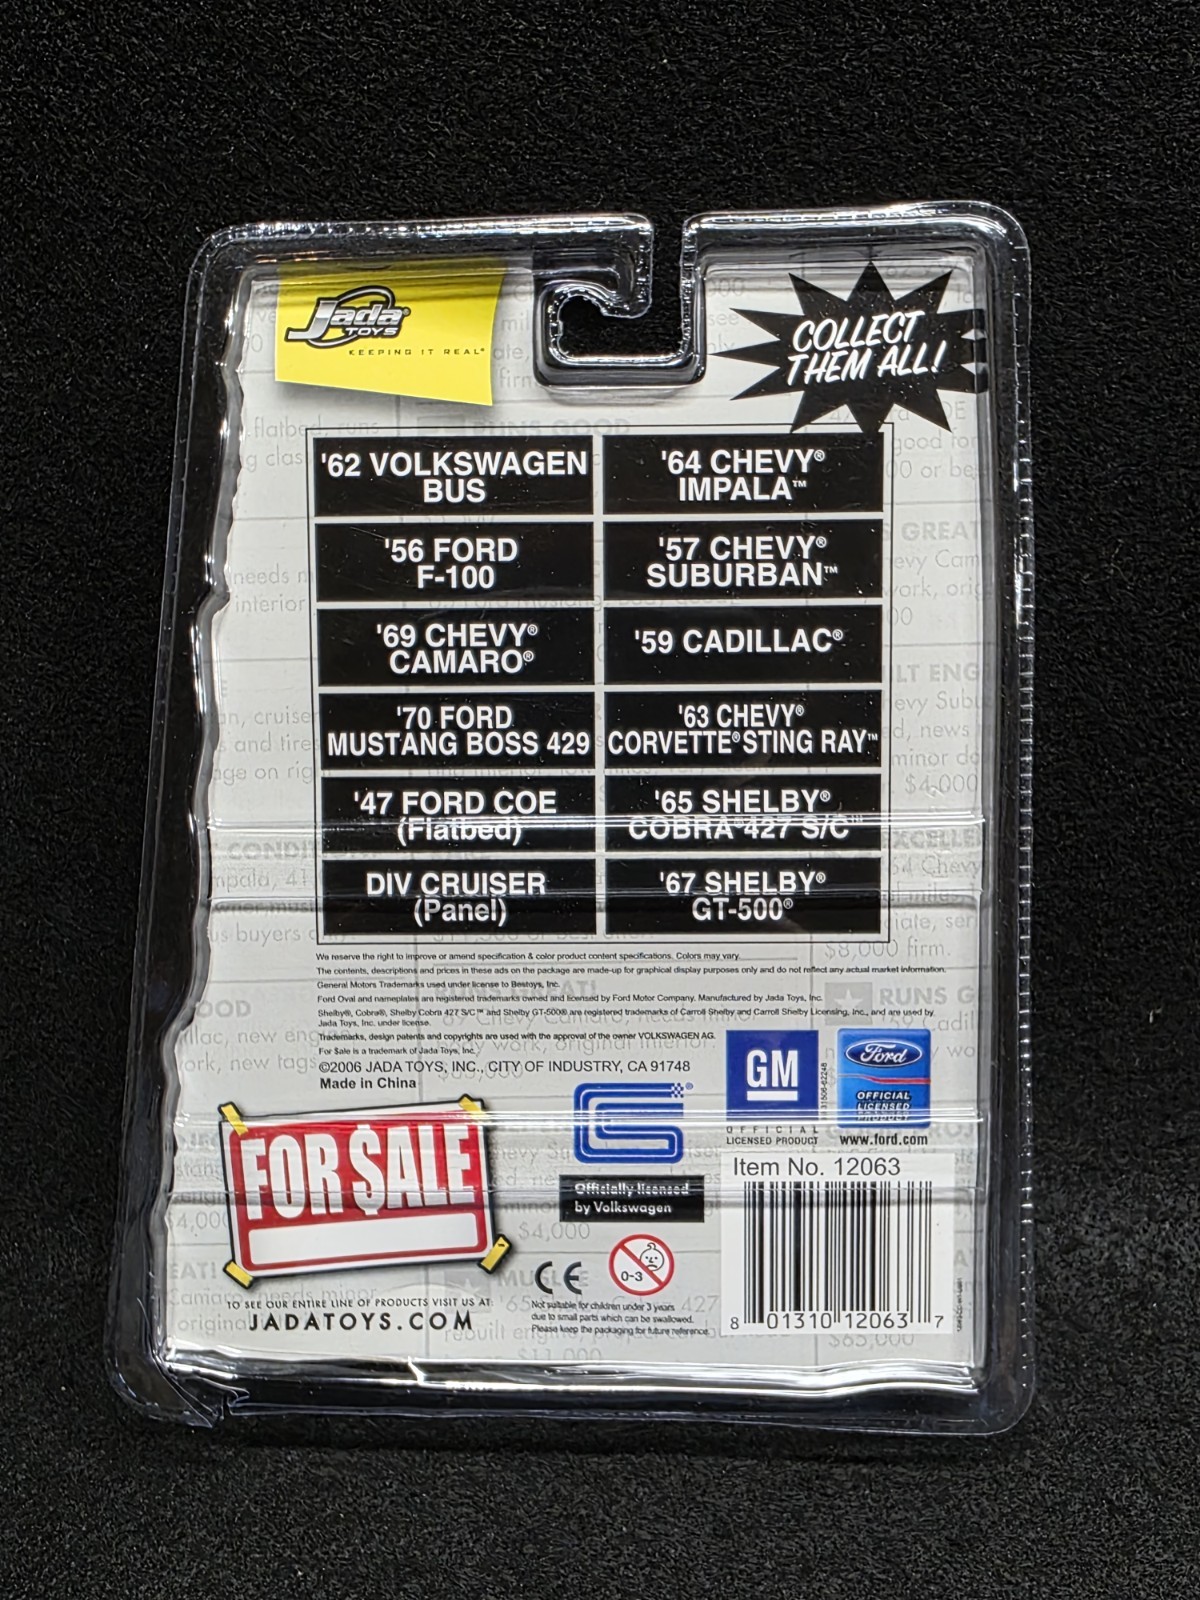 Jada®
TOYS
KEEPING IT REAL®
COLLECT
THEM ALL!
'62 VOLKSWAGEN
BUS
'64 CHEVY®
IMPALA™
'56 FORD
F-100
'57 CHEVY®
SUBURBAN™
'69 CHEVY®
CAMARO®
'59 CADILLAC®
'70 FORD
MUSTANG BOSS 429
'63 CHEVY®
CORVETTE® STING RAY™
'47 FORD COE
(Flatbed)
'65 SHELBY®
COBRA® 427 S/C™
DIV CRUISER
(Panel)
'67 SHELBY®
GT-500®
We reserve the right to improve or amend specification & color product content specifications. Colors may vary.
The contents, descriptions and prices in these ads on the package are made-up for graphical display purposes only and do not reflect any actual market information.
General Motors Trademarks used under license to Bestoys, Inc.
Ford Oval and nameplates are registered trademarks owned and licensed by Ford Motor Company. Manufactured by Jada Toys, Inc.
Shelby®, Cobra®, Shelby Cobra 427 S/C™ and Shelby GT-500® are registered trademarks of Carroll Shelby and Carroll Shelby Licensing, Inc., and are used by
Jada Toys, Inc. under license.
Trademarks, design patents and copyrights are used with the approval of the owner VOLKSWAGEN AG.
For Sale is a trademark of Jada Toys, Inc.
©2006 JADA TOYS, INC., CITY OF INDUSTRY, CA 91748
Made in China
GM
OFFICIAL
LICENSED PRODUCT
Ford
OFFICIAL
LICENSED
PRODUCT
www.ford.com
FOR $ALE
Officially licensed
by Volkswagen
Item No. 12063
CE
0-3
TO SEE OUR ENTIRE LINE OF PRODUCTS VISIT US AT:
JADATOYS.COM
Not suitable for children under 3 years
due to small parts which can be swallowed.
Please keep the packaging for future reference.
8 01310 12063 7